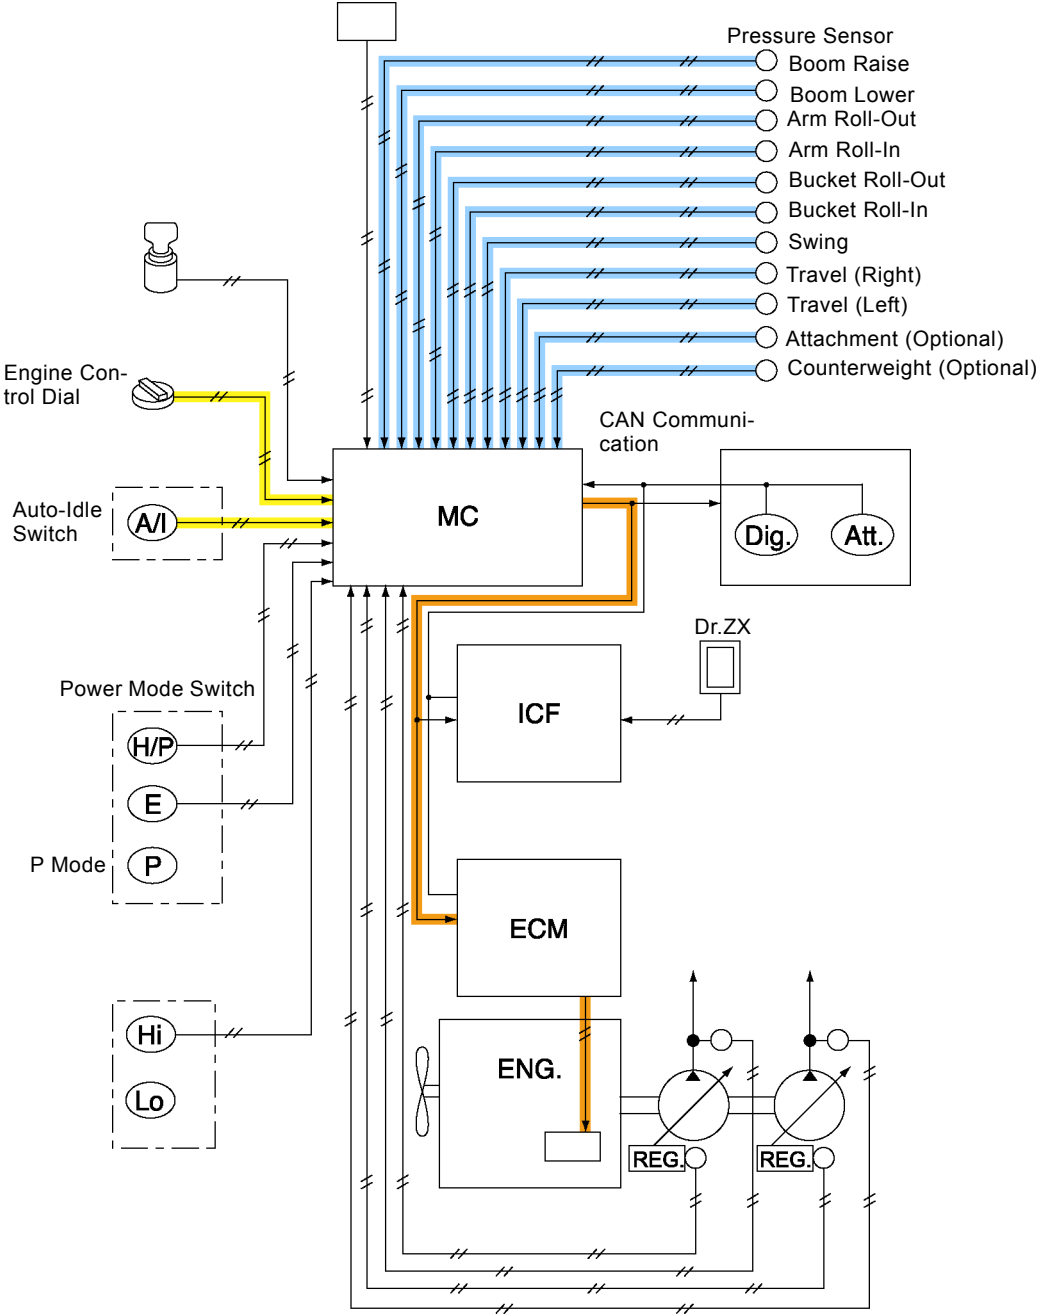 Pressure Sensor
Boom Raise
Boom Lower
Arm Roll-Out
Arm Roll-In
Bucket Roll-Out
Bucket Roll-In
Swing
Travel (Right)
Travel (Left)
Attachment (Optional)
Counterweight (Optional)
Engine Con-
trol Dial
CAN Communi-
cation
Auto-Idle
Switch
A/I
MC
Dig.
Att.
Dr.ZX
Power Mode Switch
H/P
ICF
E
P Mode
P
ECM
Hi
Lo
ENG.
REG.
REG.